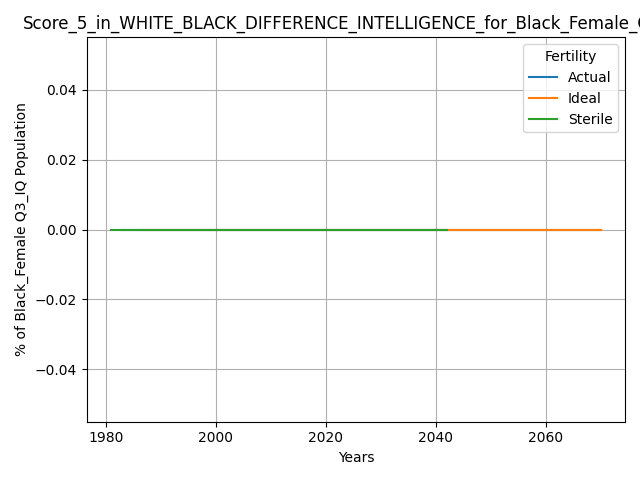 Score_5_in_WHITE_BLACK_DIFFERENCE_INTELLIGENCE_for_Black_Female_
Fertility
Actual
Ideal
Sterile
0.04
0.02
0.00
−0.02
−0.04
% of Black_Female Q3_IQ Population
1980
2000
2020
2040
2060
Years